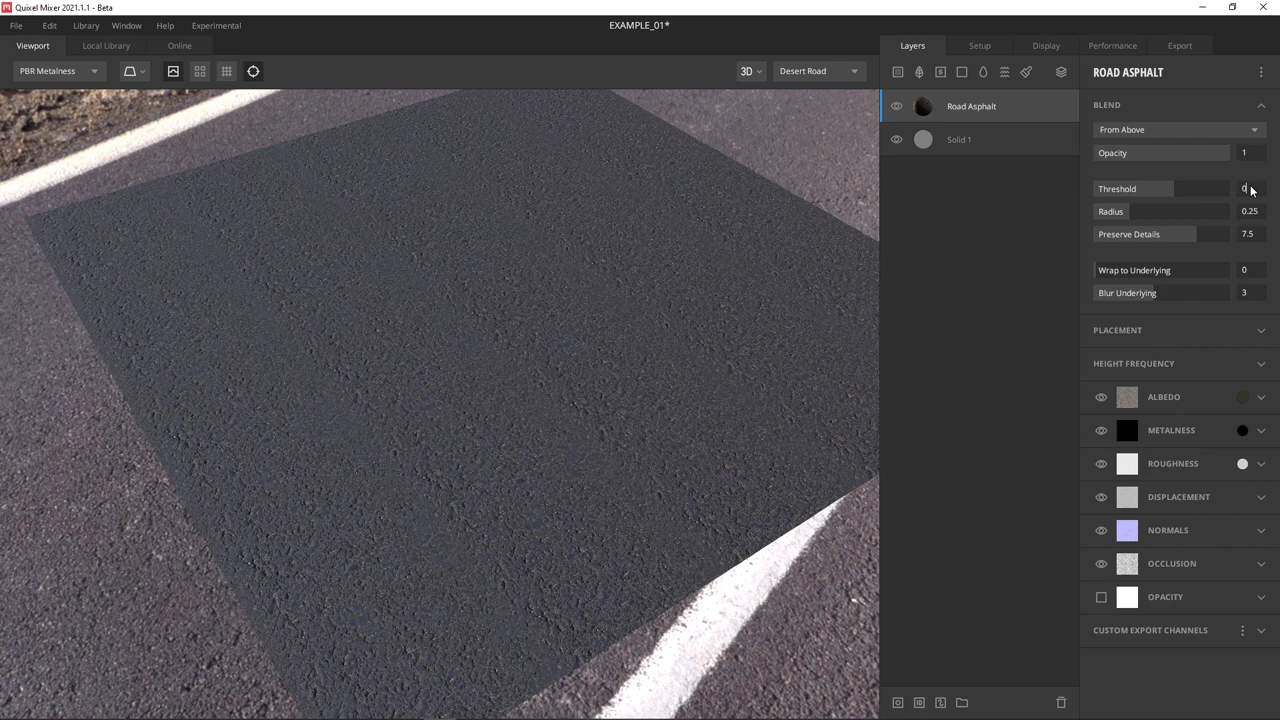 Quixel Mixer 2021.1.1 - Beta
File Edit Library Window Help Experimental
EXAMPLE_01*
Viewport Local Library Online
PBR Metalness
3D
Desert Road
Layers Setup Display Performance Export
Road Asphalt
Solid 1
ROAD ASPHALT
BLEND
From Above
Opacity 1
Threshold 0
Radius 0.25
Preserve Details 7.5
Wrap to Underlying 0
Blur Underlying 3
PLACEMENT
HEIGHT FREQUENCY
ALBEDO
METALNESS
ROUGHNESS
DISPLACEMENT
NORMALS
OCCLUSION
OPACITY
CUSTOM EXPORT CHANNELS